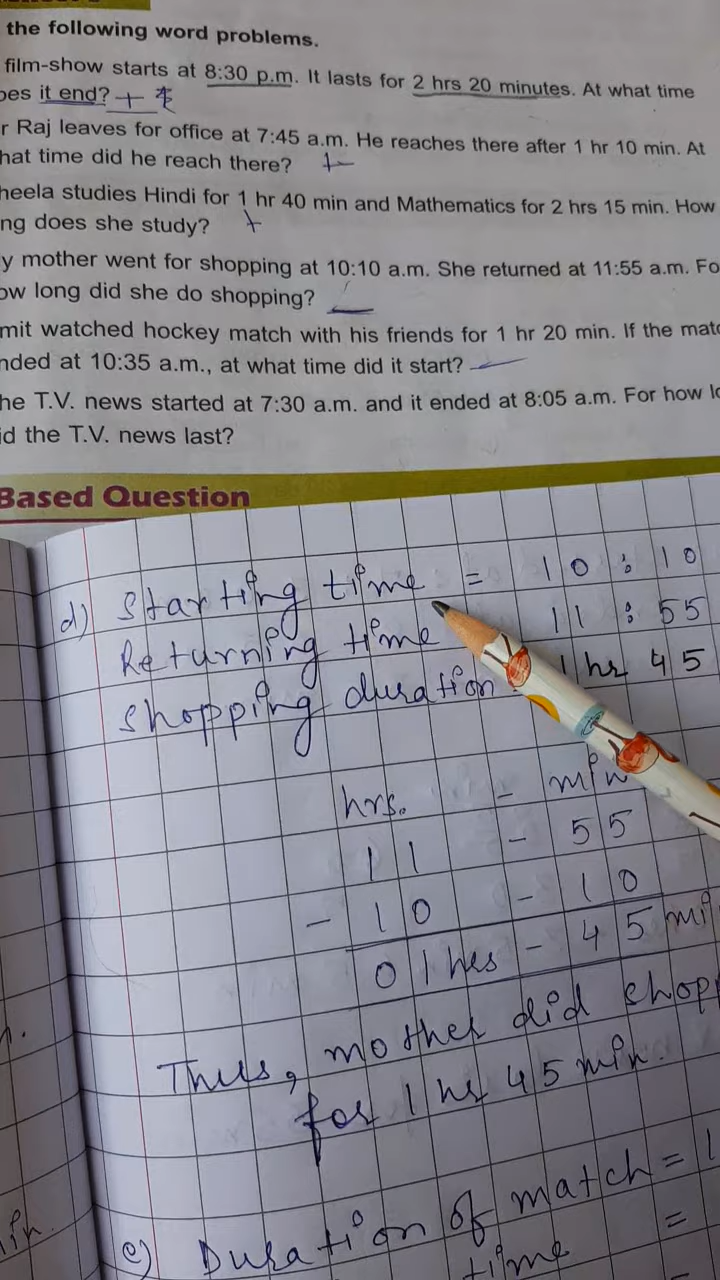 the following word problems.
film-show starts at 8:30 p.m. It lasts for 2 hrs 20 minutes. At what time
oes it end? +
r Raj leaves for office at 7:45 a.m. He reaches there after 1 hr 10 min. At
hat time did he reach there? +
heela studies Hindi for 1 hr 40 min and Mathematics for 2 hrs 15 min. How
ng does she study? +
y mother went for shopping at 10:10 a.m. She returned at 11:55 a.m. Fo
ow long did she do shopping?
mit watched hockey match with his friends for 1 hr 20 min. If the matc
nded at 10:35 a.m., at what time did it start? -
he T.V. news started at 7:30 a.m. and it ended at 8:05 a.m. For how lo
id the T.V. news last?
Based Question
d) Starting time = 10 : 10
Returning time 11 : 55
Shopping duration 1 hr 45
hrs. - min
11 - 55
- 10 - 10
01 hrs - 45 mi
Thus, mother did shopp
for 1 hr 45 min.
e) Duration of match = 1
time =